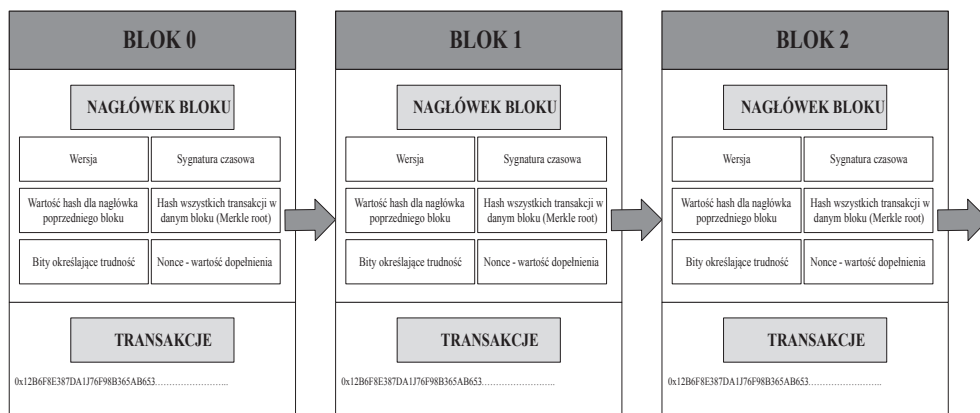 BLOK 0
NAGŁÓWEK BLOKU
Wersja
Sygnatura czasowa
Wartość hash dla nagłówka
poprzedniego bloku
Hash wszystkich transakcji w
danym bloku (Merkle root)
Bity określające trudność
Nonce - wartość dopełnienia
TRANSAKCJE
0x12B6F8E387DA1J76F98B365AB653……………………...
BLOK 1
NAGŁÓWEK BLOKU
Wersja
Sygnatura czasowa
Wartość hash dla nagłówka
poprzedniego bloku
Hash wszystkich transakcji w
danym bloku (Merkle root)
Bity określające trudność
Nonce - wartość dopełnienia
TRANSAKCJE
0x12B6F8E387DA1J76F98B365AB653……………………...
BLOK 2
NAGŁÓWEK BLOKU
Wersja
Sygnatura czasowa
Wartość hash dla nagłówka
poprzedniego bloku
Hash wszystkich transakcji w
danym bloku (Merkle root)
Bity określające trudność
Nonce - wartość dopełnienia
TRANSAKCJE
0x12B6F8E387DA1J76F98B365AB653……………………...